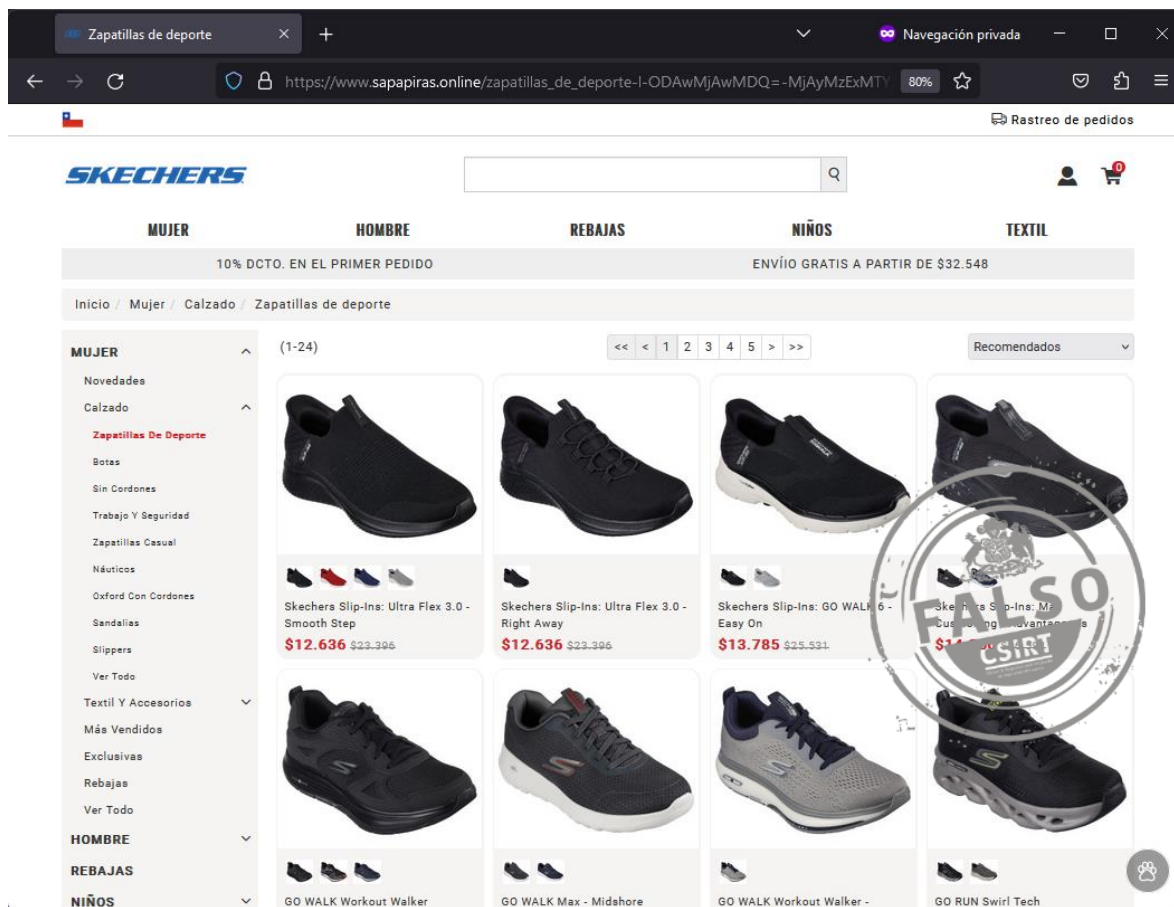 Zapatillas de deporte
Navegación privada
https://www.sapapiras.online/zapatillas_de_deporte-l-ODAwMjAwMDQ=-MjAyMzExMTY
80%
Rastreo de pedidos
SKECHERS
0
MUJER HOMBRE REBAJAS NIÑOS TEXTIL
10% DCTO. EN EL PRIMER PEDIDO ENVÍIO GRATIS A PARTIR DE $32.548
Inicio / Mujer / Calzado / Zapatillas de deporte
MUJER
Novedades
Calzado
Zapatillas De Deporte
Botas
Sin Cordones
Trabajo Y Seguridad
Zapatillas Casual
Náuticos
Oxford Con Cordones
Sandalias
Slippers
Ver Todo
Textil Y Accesorios
Más Vendidos
Exclusivas
Rebajas
Ver Todo
HOMBRE
REBAJAS
NIÑOS
(1-24)
<< < 1 2 3 4 5 > >>
Recomendados
Skechers Slip-Ins: Ultra Flex 3.0 -
Smooth Step
$12.636 $23.396
Skechers Slip-Ins: Ultra Flex 3.0 -
Right Away
$12.636 $23.396
Skechers Slip-Ins: GO WALK 6 -
Easy On
$13.785 $25.531
Skechers Slip-Ins: Max
FALSO
CSIRT
GO WALK Workout Walker
GO WALK Max - Midshore
GO WALK Workout Walker -
GO RUN Swirl Tech